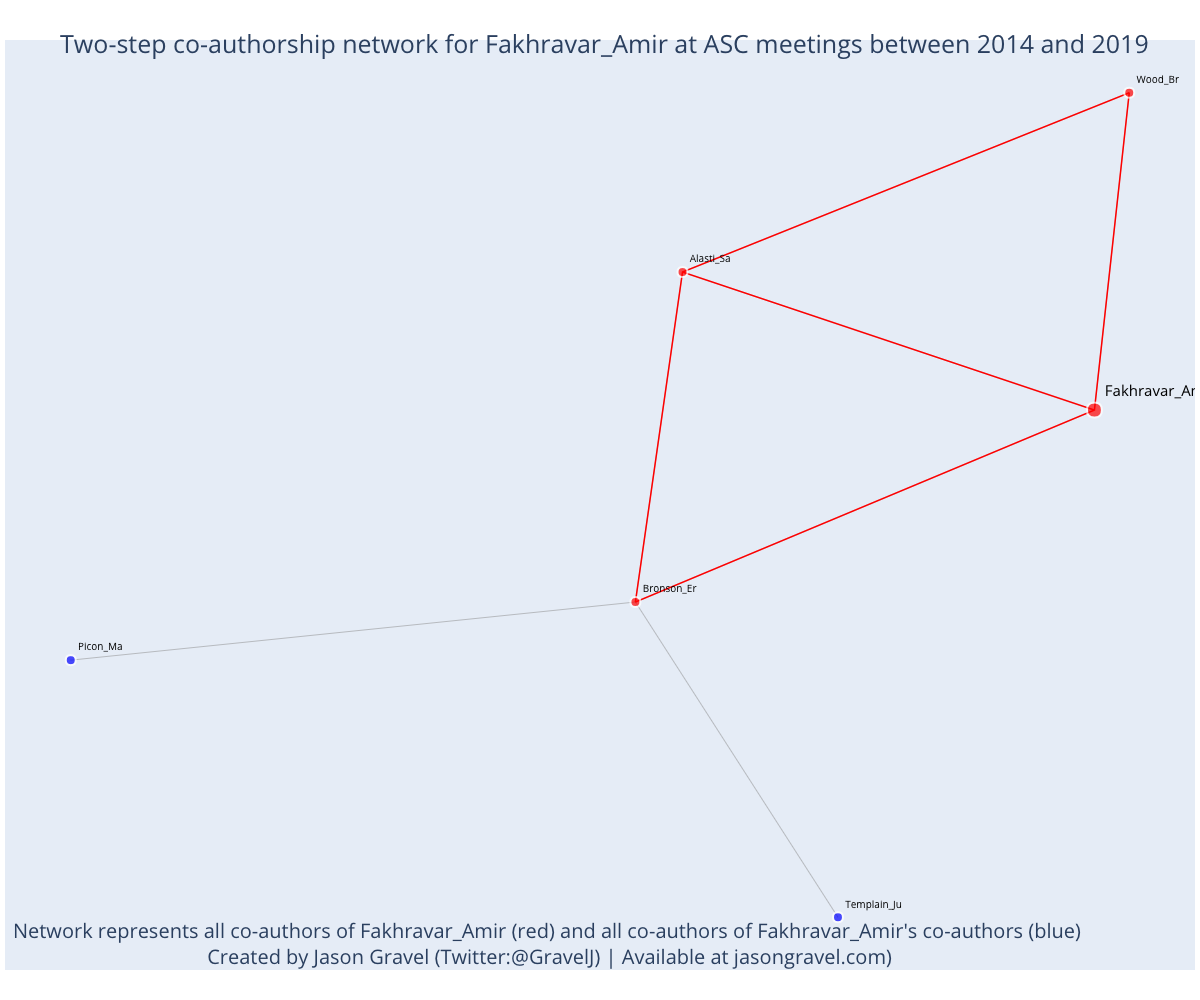 Two-step co-authorship network for Fakhravar_Amir at ASC meetings between 2014 and 2019
Wood_Br
Alasti_Sa
Fakhravar_Am
Bronson_Er
Picon_Ma
Templain_Ju
Network represents all co-authors of Fakhravar_Amir (red) and all co-authors of Fakhravar_Amir's co-authors (blue)
Created by Jason Gravel (Twitter:@GravelJ) | Available at jasongravel.com)